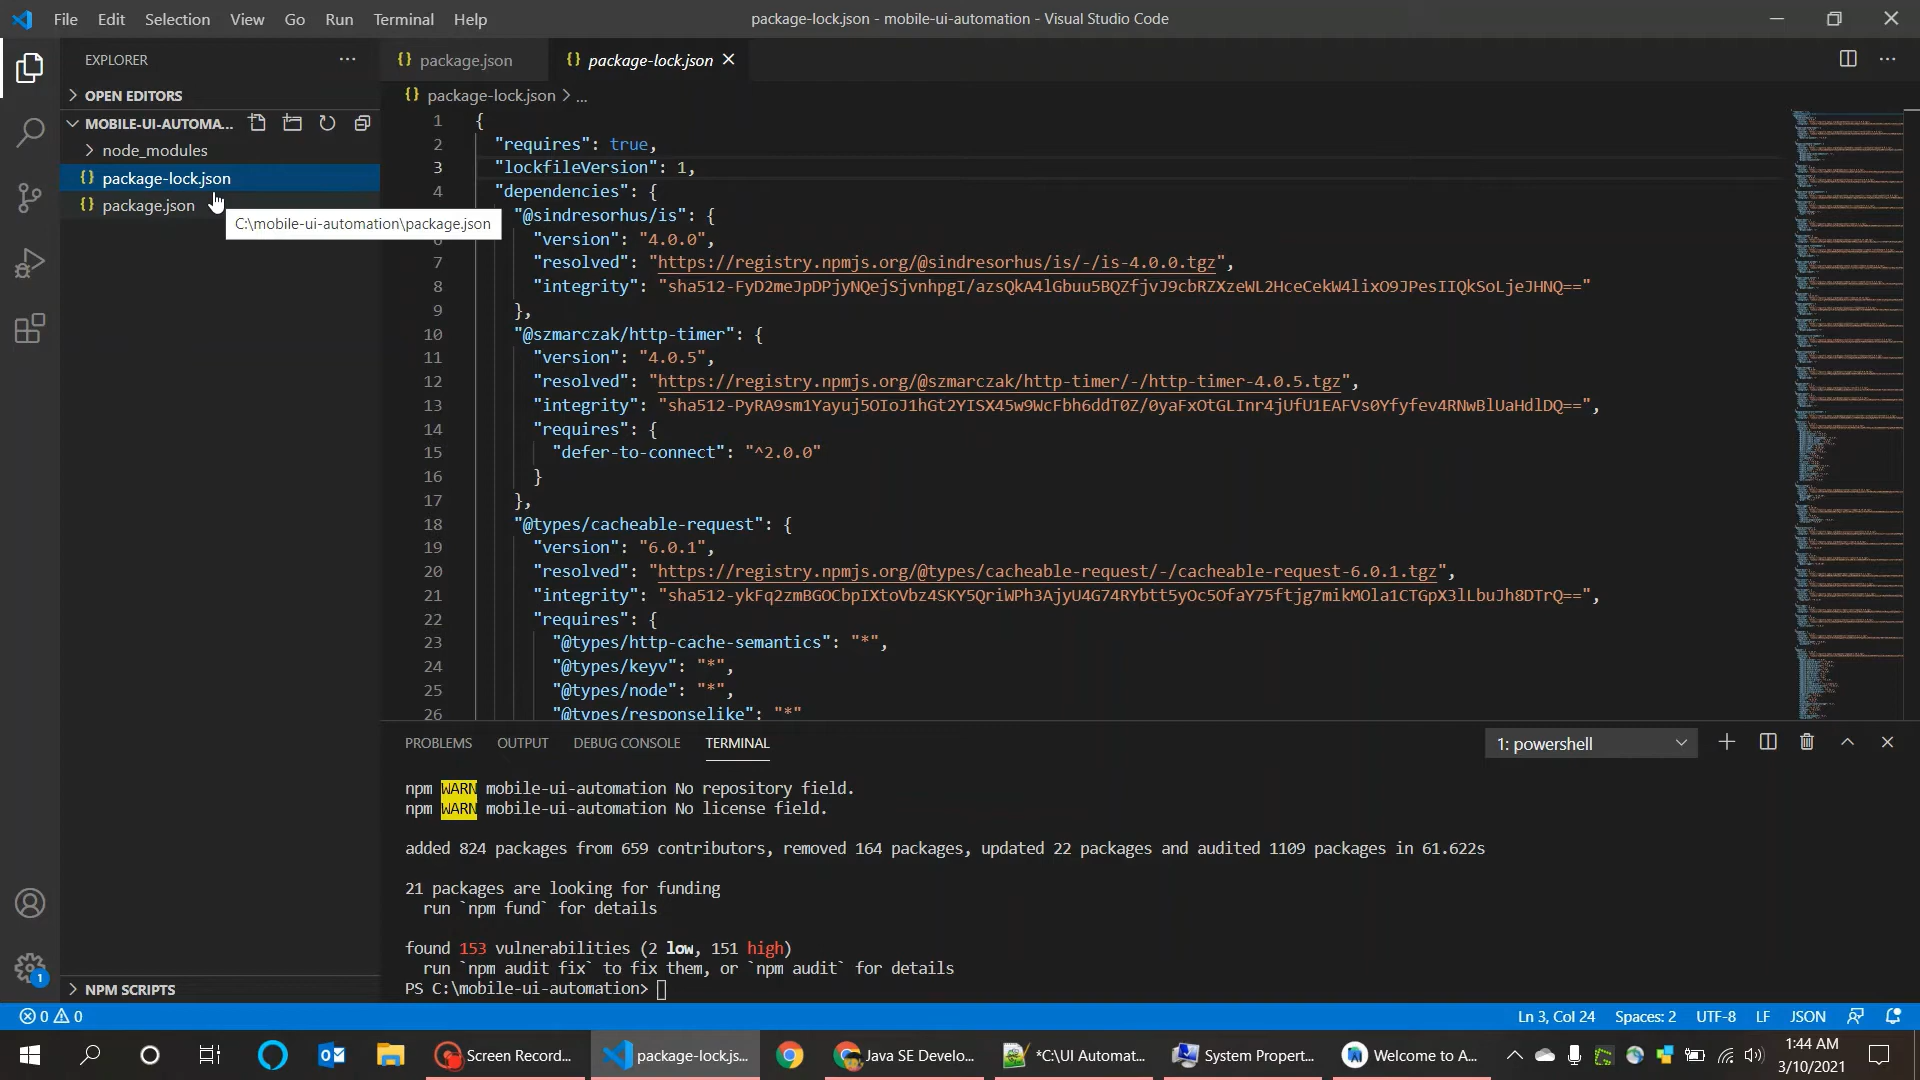 File Edit Selection View Go Run Terminal Help
package-lock.json - mobile-ui-automation - Visual Studio Code
EXPLORER
package.json
package-lock.json
OPEN EDITORS
package-lock.json > ...
MOBILE-UI-AUTOMA...
node_modules
package-lock.json
package.json
C:\mobile-ui-automation\package.json
1 {
2 "requires": true,
3 "lockfileVersion": 1,
4 "dependencies": {
"@sindresorhus/is": {
6 "version": "4.0.0",
7 "resolved": "https://registry.npmjs.org/@sindresorhus/is/-/is-4.0.0.tgz",
8 "integrity": "sha512-FyD2meJpDPjyNQejSjvnhpgI/azsQkA4lGbuu5BQZfjvJ9cbRZXzeWL2HceCekW4lixO9JPesIIQkSoLjeJHNQ=="
9 },
10 "@szmarczak/http-timer": {
11 "version": "4.0.5",
12 "resolved": "https://registry.npmjs.org/@szmarczak/http-timer/-/http-timer-4.0.5.tgz",
13 "integrity": "sha512-PyRA9sm1Yayuj5OIoJ1hGt2YISX45w9WcFbh6ddT0Z/0yaFxOtGLInr4jUfU1EAFVs0Yfyfev4RNwBlUaHdlDQ==",
14 "requires": {
15 "defer-to-connect": "^2.0.0"
16 }
17 },
18 "@types/cacheable-request": {
19 "version": "6.0.1",
20 "resolved": "https://registry.npmjs.org/@types/cacheable-request/-/cacheable-request-6.0.1.tgz",
21 "integrity": "sha512-ykFq2zmBGOCbpIXtoVbz4SKY5QriWPh3AjyU4G74RYbtt5yOc5OfaY75ftjg7mikMOla1CTGpX3lLbuJh8DTrQ==",
22 "requires": {
23 "@types/http-cache-semantics": "*",
24 "@types/keyv": "*",
25 "@types/node": "*",
26 "@types/responselike": "*"
PROBLEMS OUTPUT DEBUG CONSOLE TERMINAL
1: powershell
npm WARN mobile-ui-automation No repository field.
npm WARN mobile-ui-automation No license field.
added 824 packages from 659 contributors, removed 164 packages, updated 22 packages and audited 1109 packages in 61.622s
21 packages are looking for funding
run `npm fund` for details
found 153 vulnerabilities (2 low, 151 high)
run `npm audit fix` to fix them, or `npm audit` for details
PS C:\mobile-ui-automation>
1
NPM SCRIPTS
0 0
Ln 3, Col 24 Spaces: 2 UTF-8 LF JSON
Screen Record...
package-lock.js...
Java SE Develo...
*C:\UI Automat...
System Propert...
Welcome to A...
1:44 AM
3/10/2021